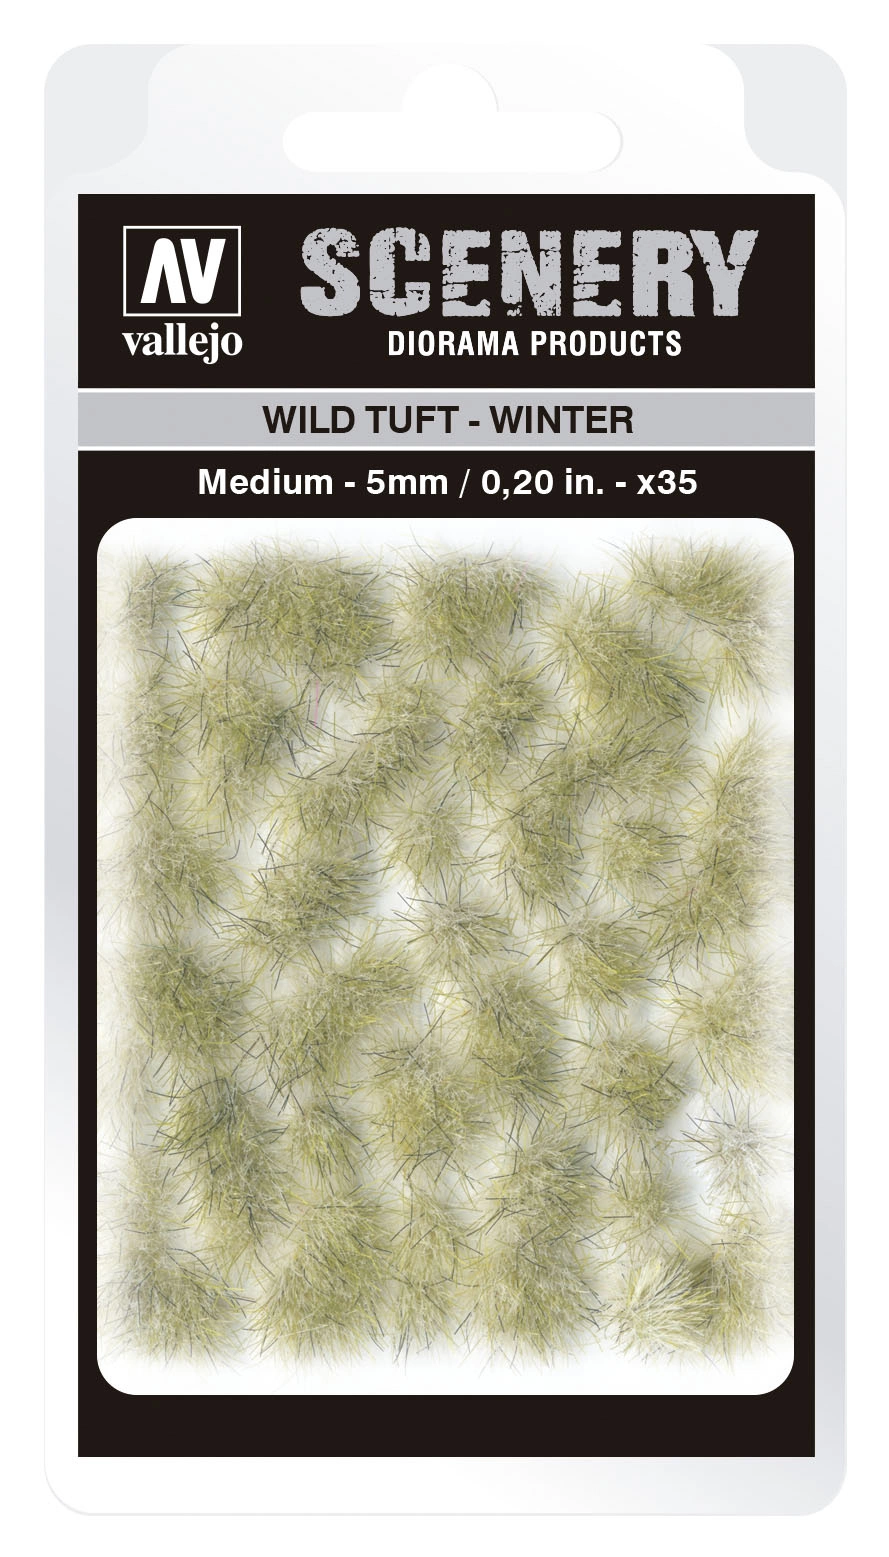 AV
vallejo
SCENERY
DIORAMA PRODUCTS
WILD TUFT - WINTER
Medium - 5mm / 0,20 in. - x35